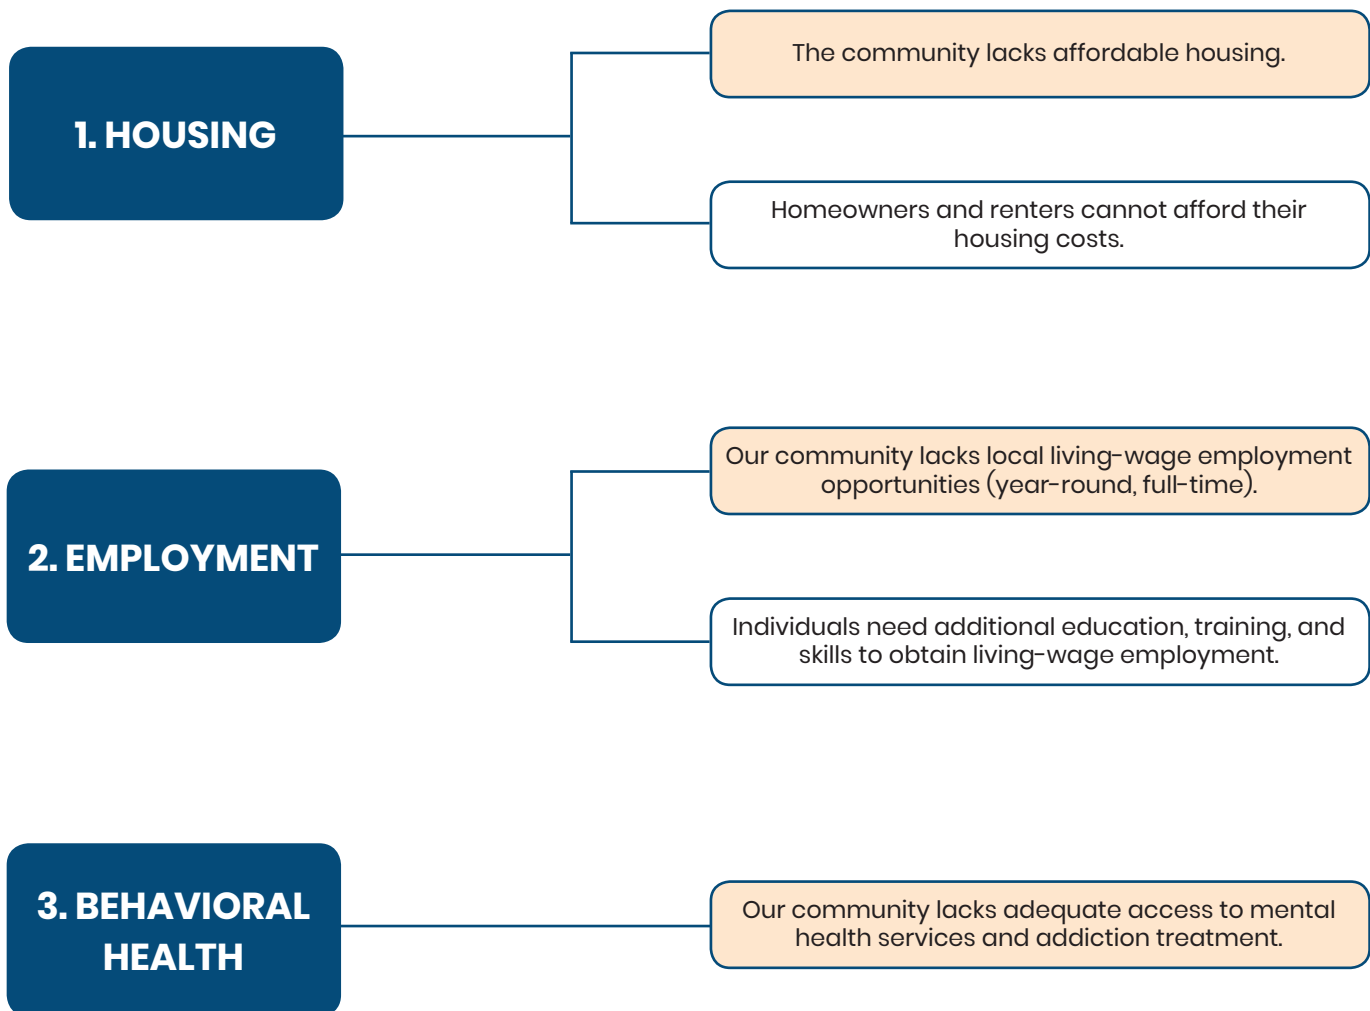 1. HOUSING
The community lacks affordable housing.
Homeowners and renters cannot afford their
housing costs.
2. EMPLOYMENT
Our community lacks local living-wage employment
opportunities (year-round, full-time).
Individuals need additional education, training, and
skills to obtain living-wage employment.
3. BEHAVIORAL
HEALTH
Our community lacks adequate access to mental
health services and addiction treatment.